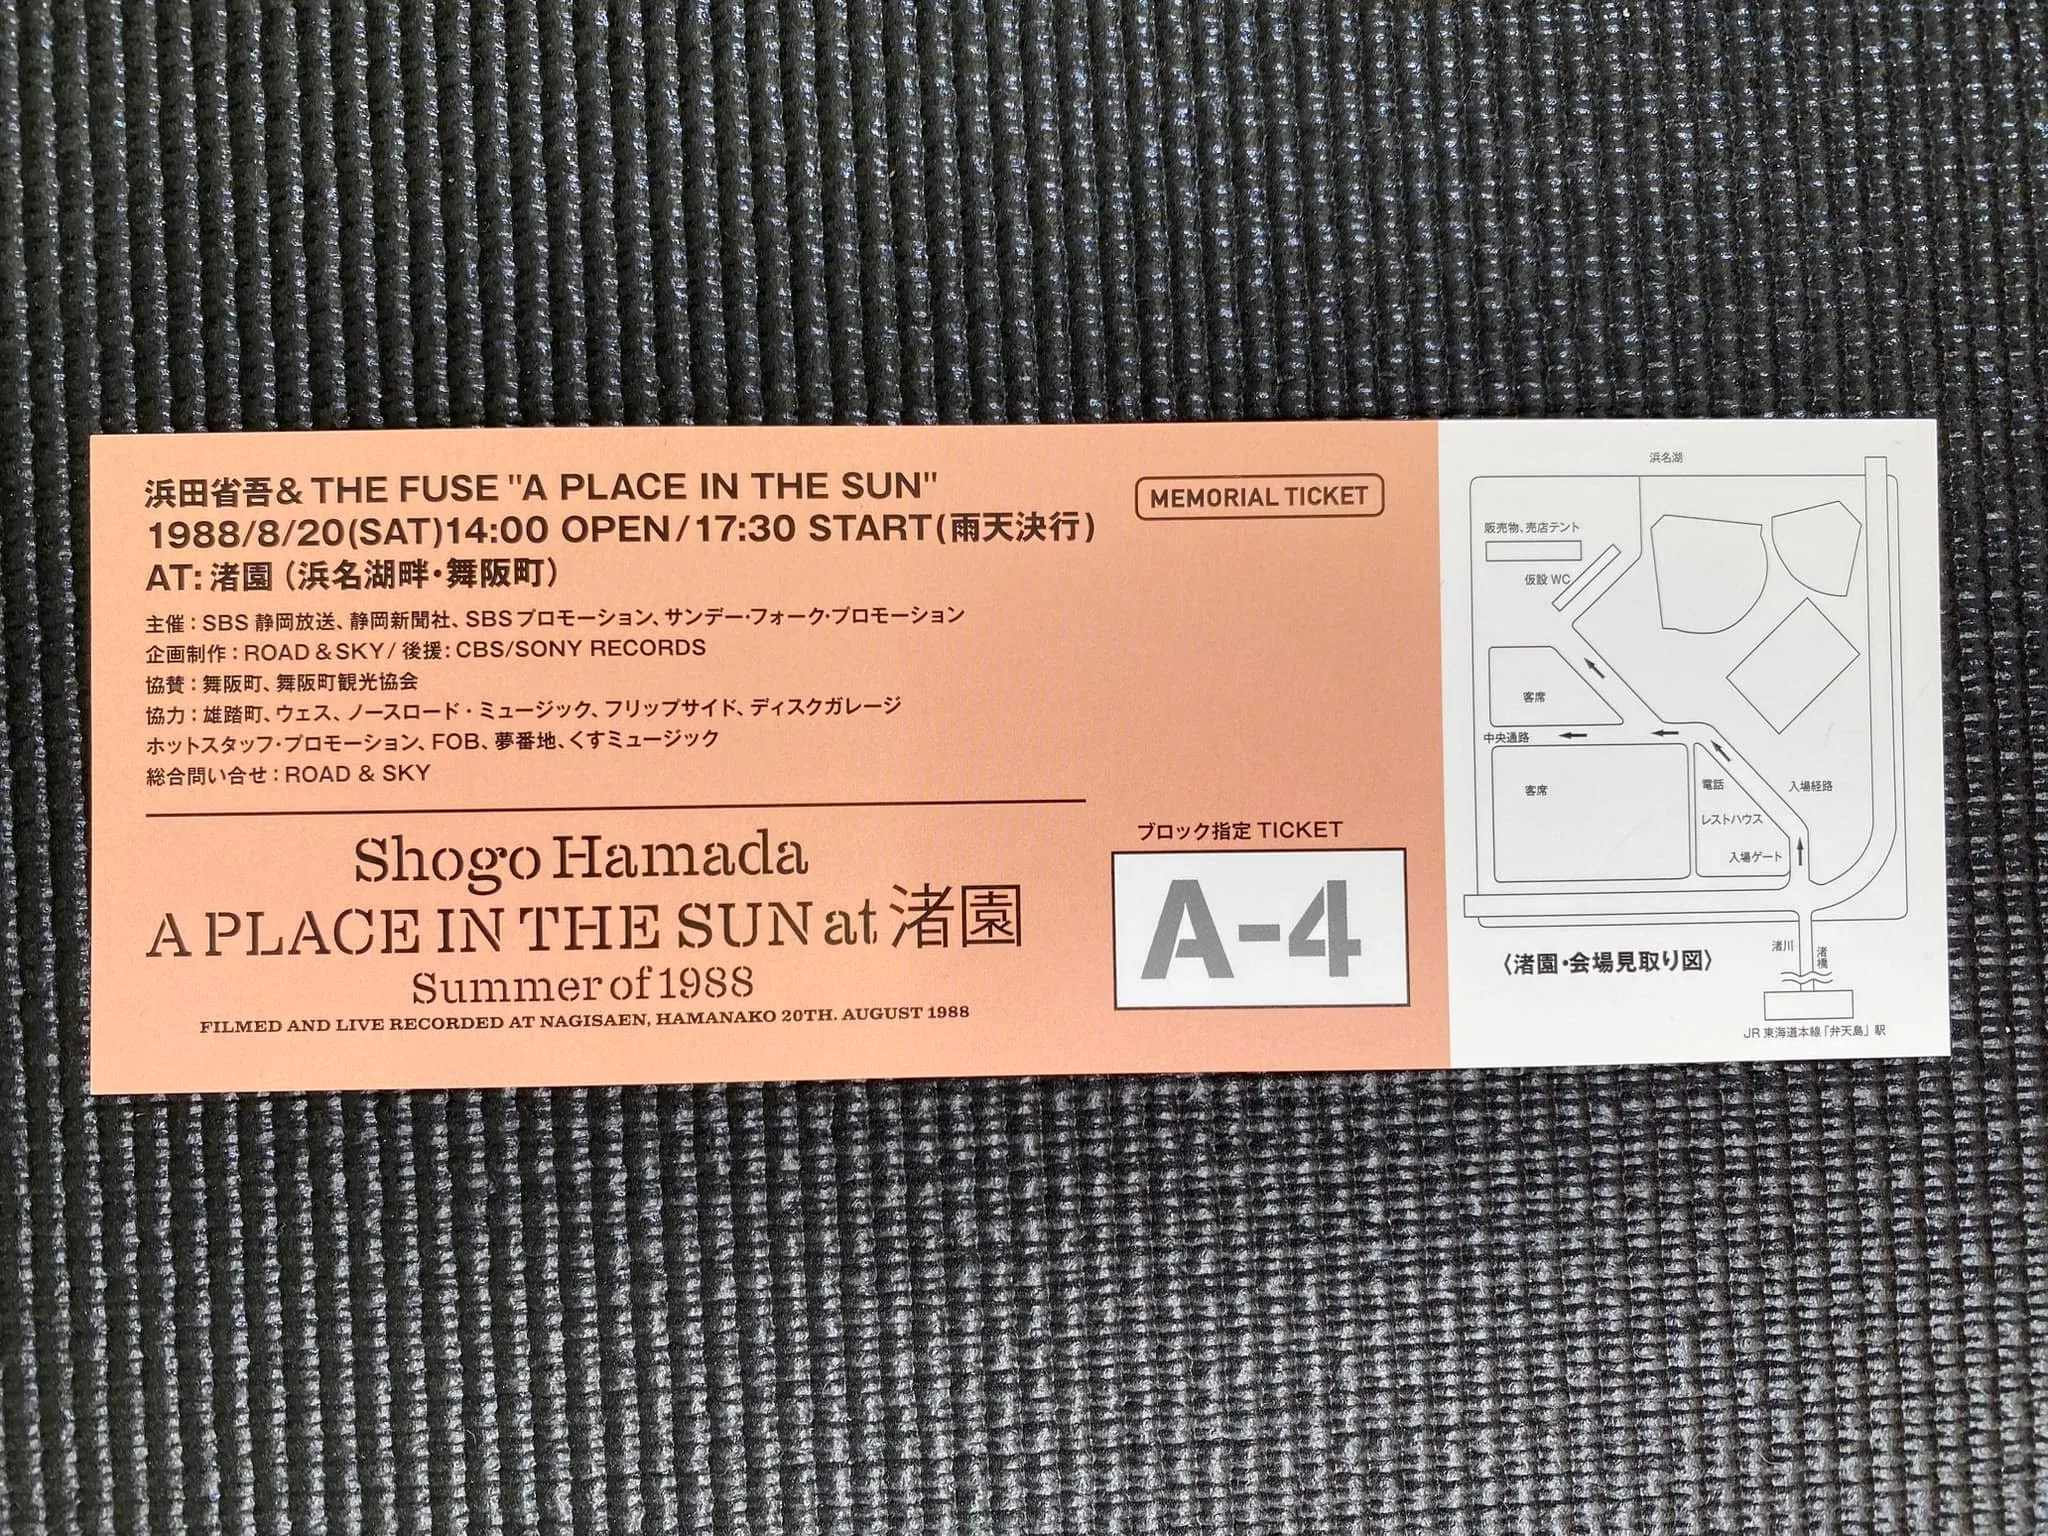 浜田省吾& THE FUSE "A PLACE IN THE SUN"
1988/8/20(SAT)14:00 OPEN/17:30 START(雨天決行)
AT:渚園(浜名湖畔・舞阪町)
MEMORIAL TICKET
主催:SBS 静岡放送、静岡新聞社、SBSプロモーション、サンデー・フォーク・プロモーション
企画制作:ROAD & SKY/ 後援:CBS/SONY RECORDS
協賛:舞阪町、舞阪町観光協会
協力:雄踏町、ウェス、ノースロード・ミュージック、フリップサイド、ディスクガレージ
ホットスタッフ・プロモーション、FOB、夢番地、くすミュージック
総合問い合せ:ROAD & SKY
Shogo Hamada
A PLACE IN THE SUN at 渚園
Summer of 1988
FILMED AND LIVE RECORDED AT NAGISAEN, HAMANAKO 20TH. AUGUST 1988
ブロック指定 TICKET
A-4
浜名湖
販売物、売店テント
仮設 WC
客席
中央通路
客席
電話
入場経路
レストハウス
入場ゲート
渚川
渚橋
〈渚園・会場見取り図〉
JR 東海道本線「弁天島」駅